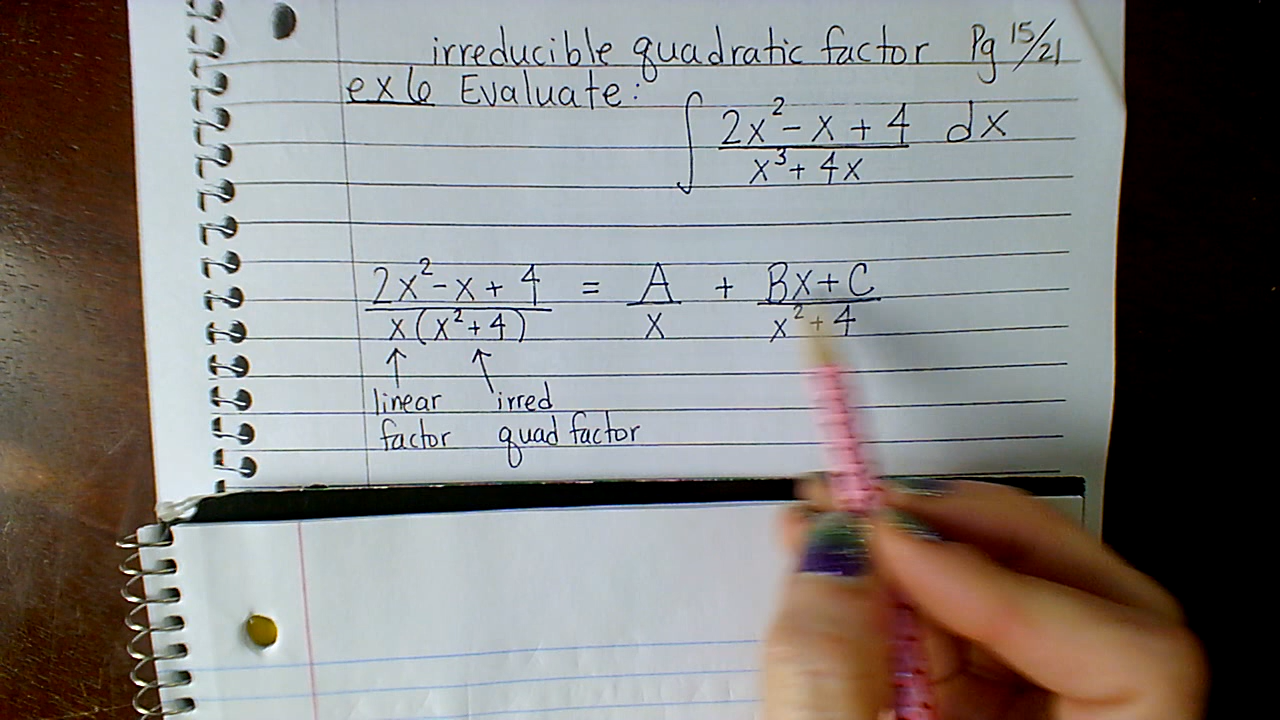 irreducible quadratic factor Pg 15/21
ex6 Evaluate:
∫ (2x² - x + 4)/(x³ + 4x) dx
(2x² - x + 4)/(x(x² + 4)) = A/x + (Bx + C)/(x² + 4)
↑ ↑
linear irred
factor quad factor